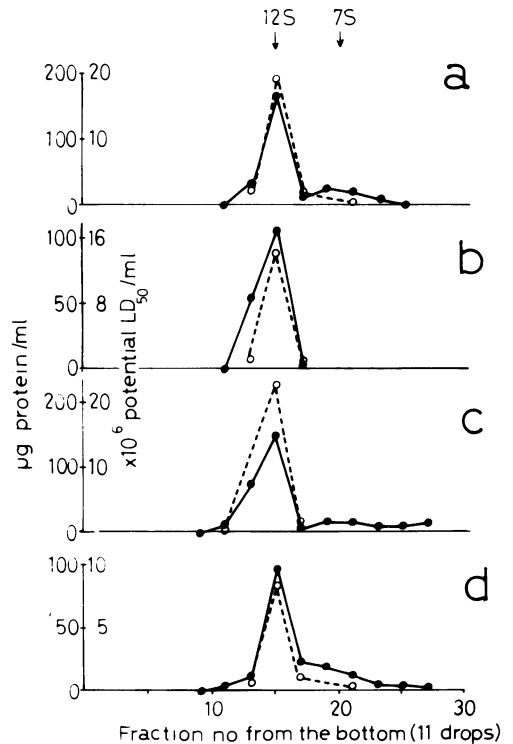 12S 7S
a
200 20
100 10
0
b
100 16
50 8
0
c
200 20
100 10
0
d
100 10
50 5
0
10 20 30
µg protein/ml
x10⁶ potential LD₅₀/ml
Fraction no from the bottom (11 drops)